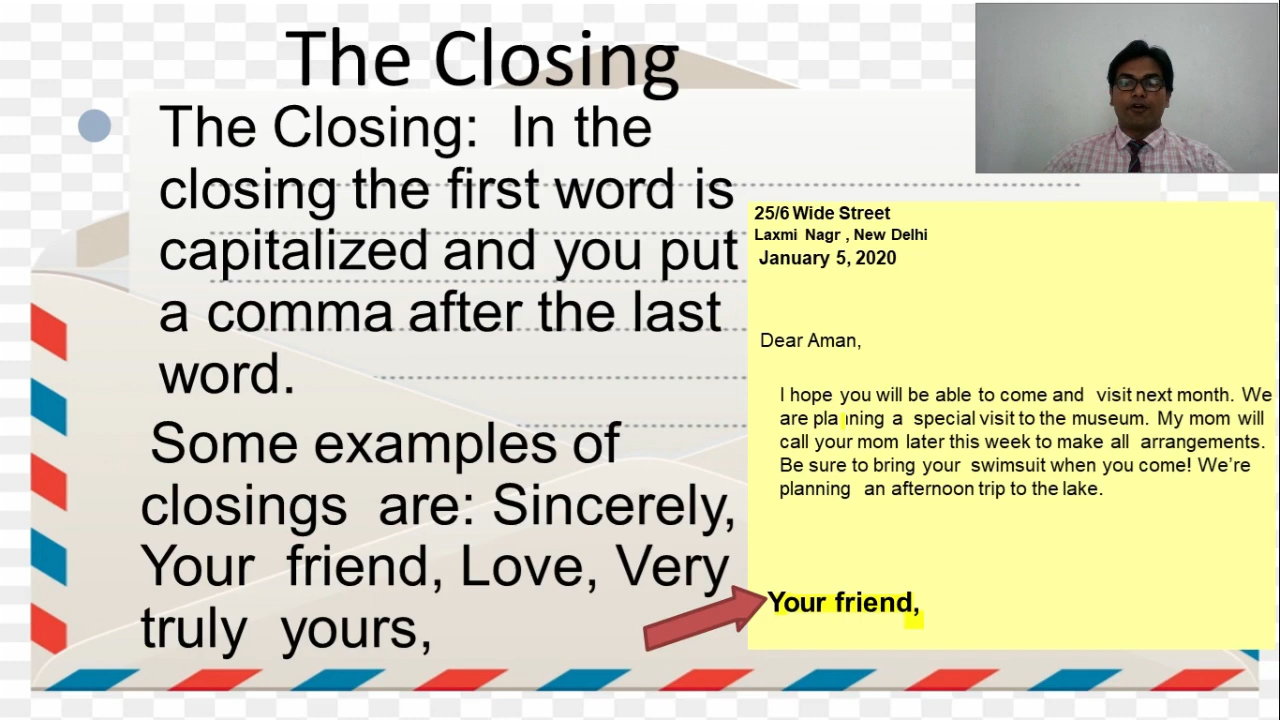 The Closing
The Closing: In the
closing the first word is
capitalized and you put
a comma after the last
word.
Some examples of
closings are: Sincerely,
Your friend, Love, Very
truly yours,
25/6 Wide Street
Laxmi Nagr , New Delhi
January 5, 2020
Dear Aman,
I hope you will be able to come and visit next month. We
are planning a special visit to the museum. My mom will
call your mom later this week to make all arrangements.
Be sure to bring your swimsuit when you come! We're
planning an afternoon trip to the lake.
Your friend,